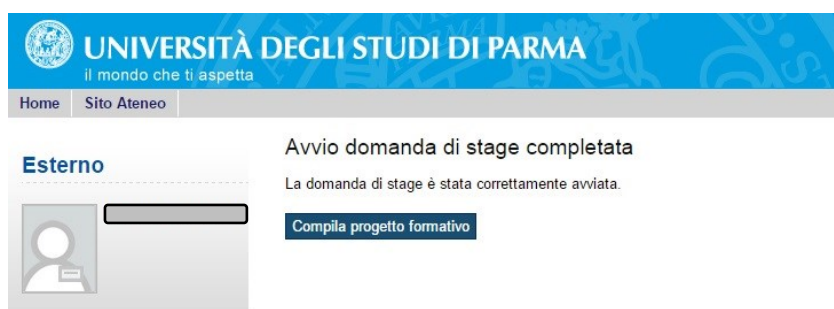 UNIVERSITÀ DEGLI STUDI DI PARMA
il mondo che ti aspetta
Home Sito Ateneo
Esterno
Avvio domanda di stage completata
La domanda di stage è stata correttamente avviata.
Compila progetto formativo